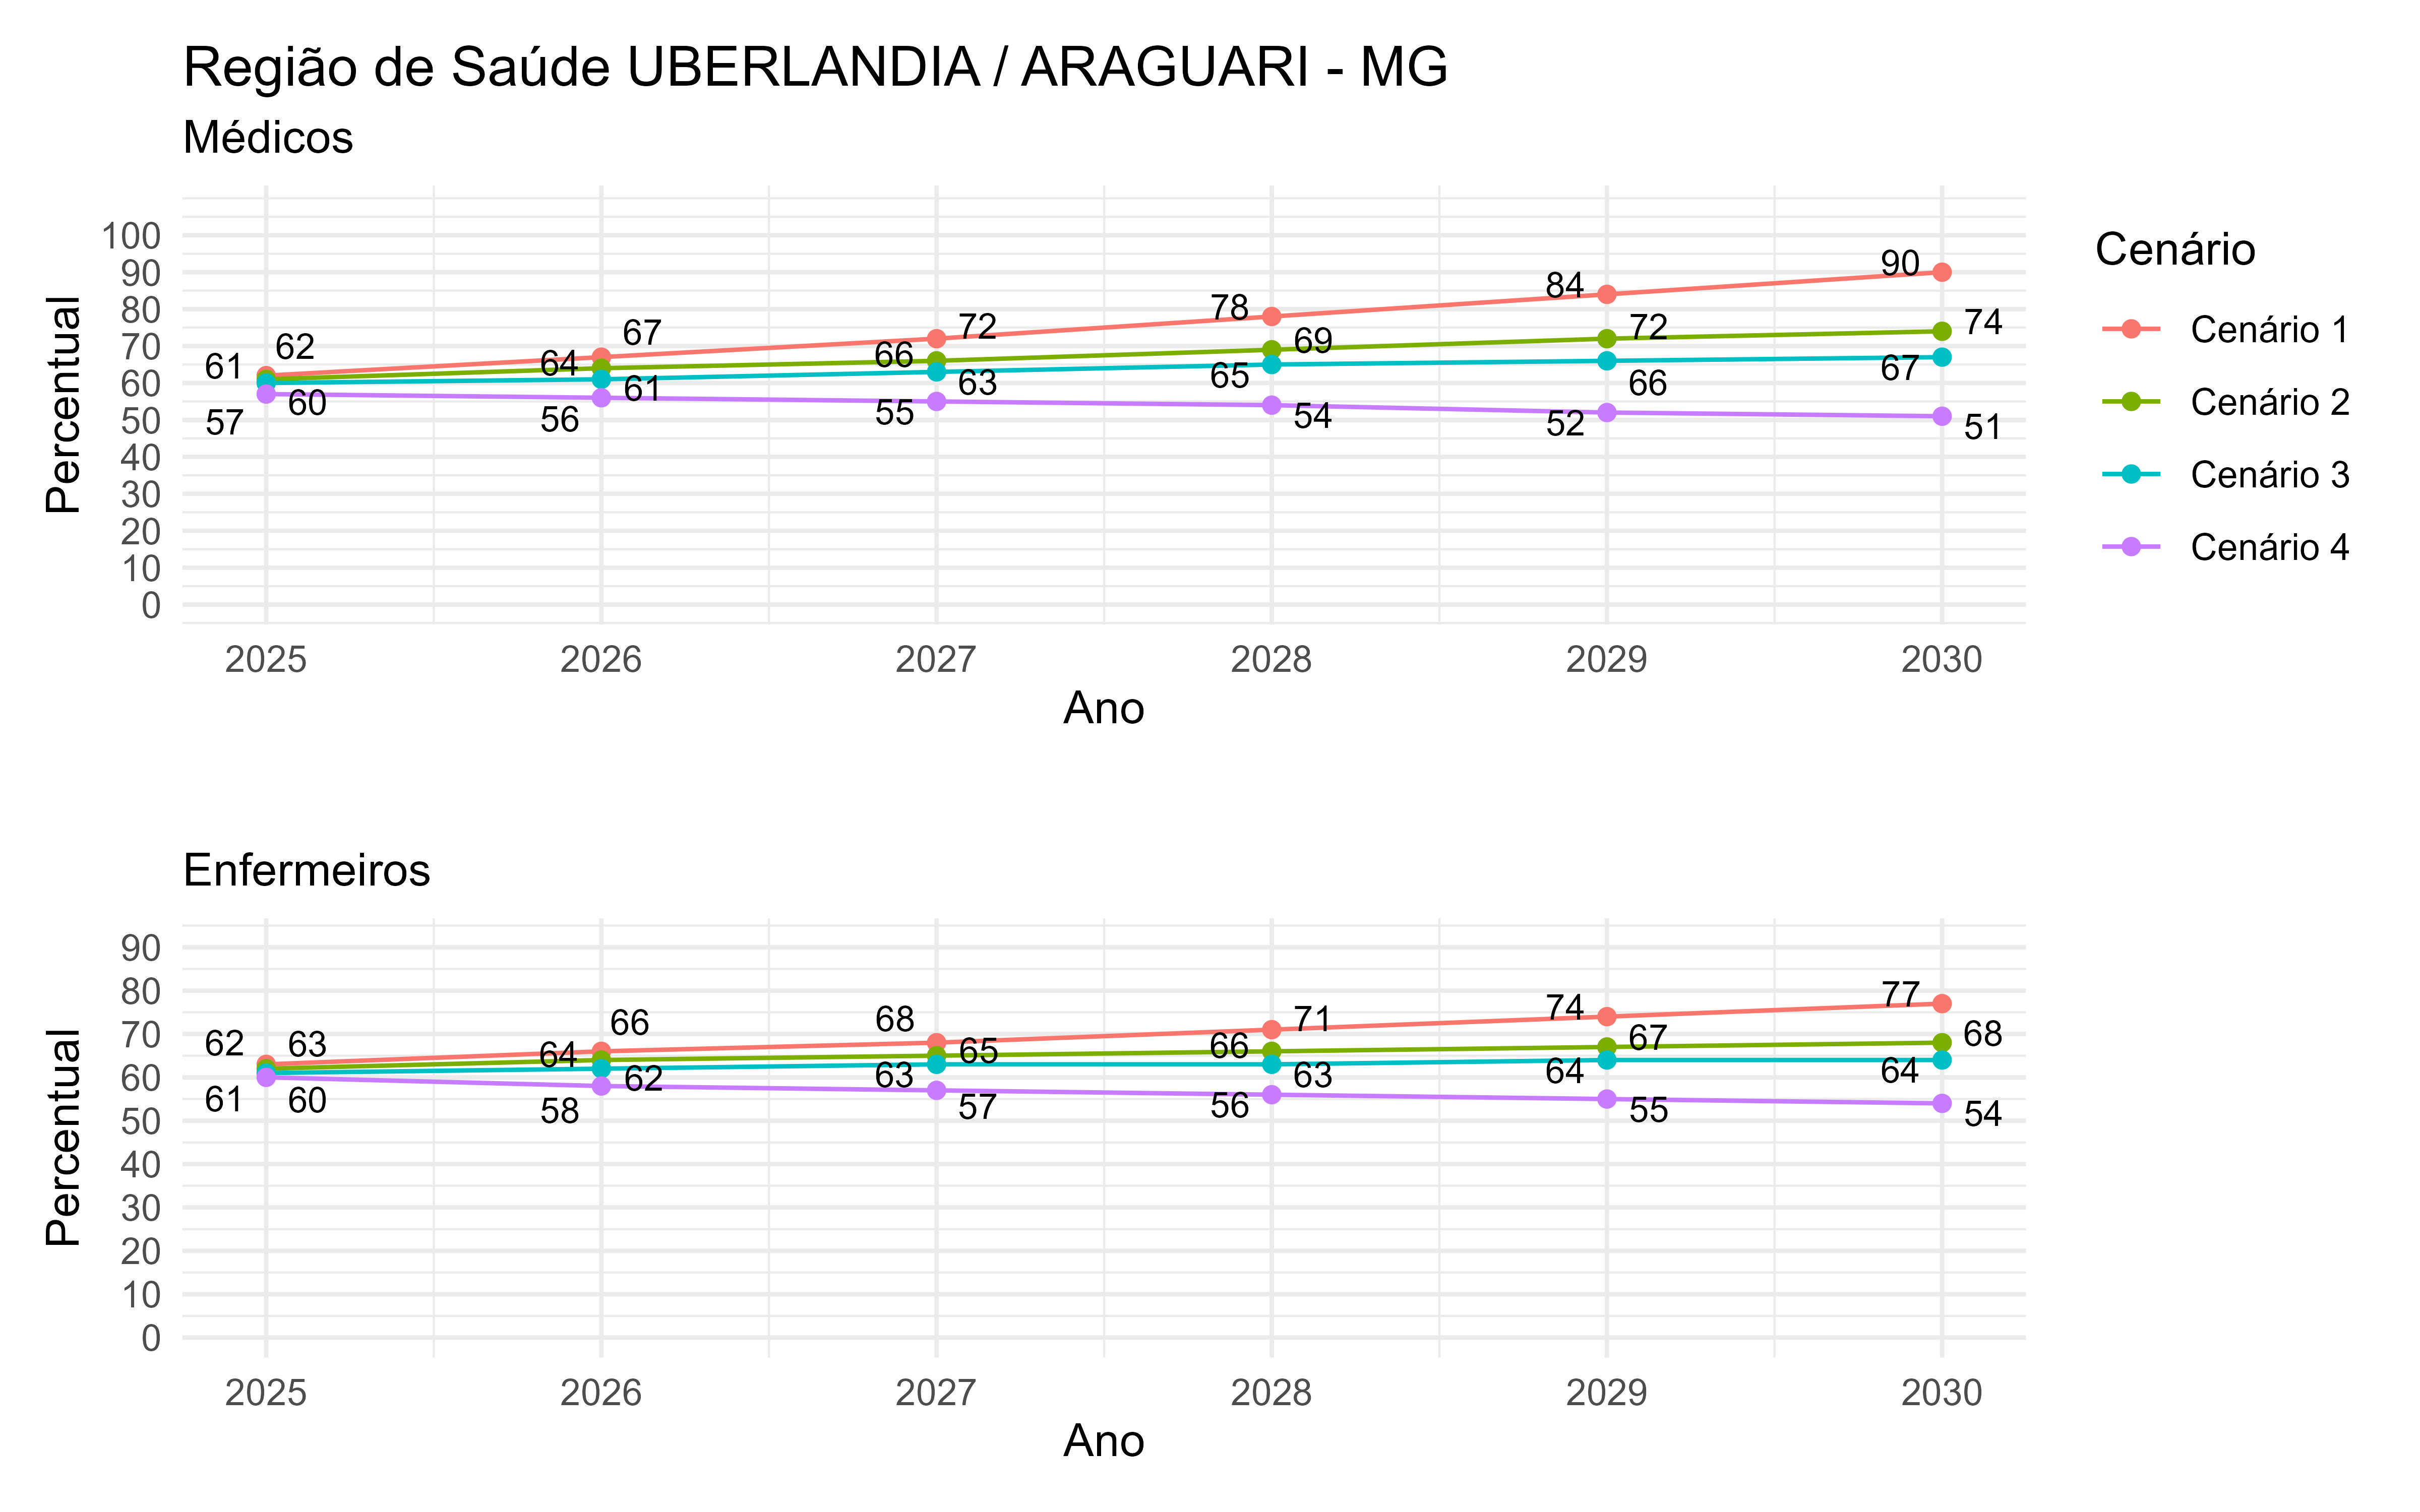 Região de Saúde UBERLANDIA / ARAGUARI - MG
Médicos
Percentual
100
90
80
70
60
50
40
30
20
10
0
61 62 60 57
64 67 61 56
66 72 63 55
78 69 65 54
84 72 66 52
90 74 67 51
2025 2026 2027 2028 2029 2030
Ano
Cenário
Cenário 1
Cenário 2
Cenário 3
Cenário 4
Enfermeiros
Percentual
90
80
70
60
50
40
30
20
10
0
62 63 61 60
66 64 62 58
68 65 63 57
71 66 63 56
74 67 64 55
77 68 64 54
2025 2026 2027 2028 2029 2030
Ano